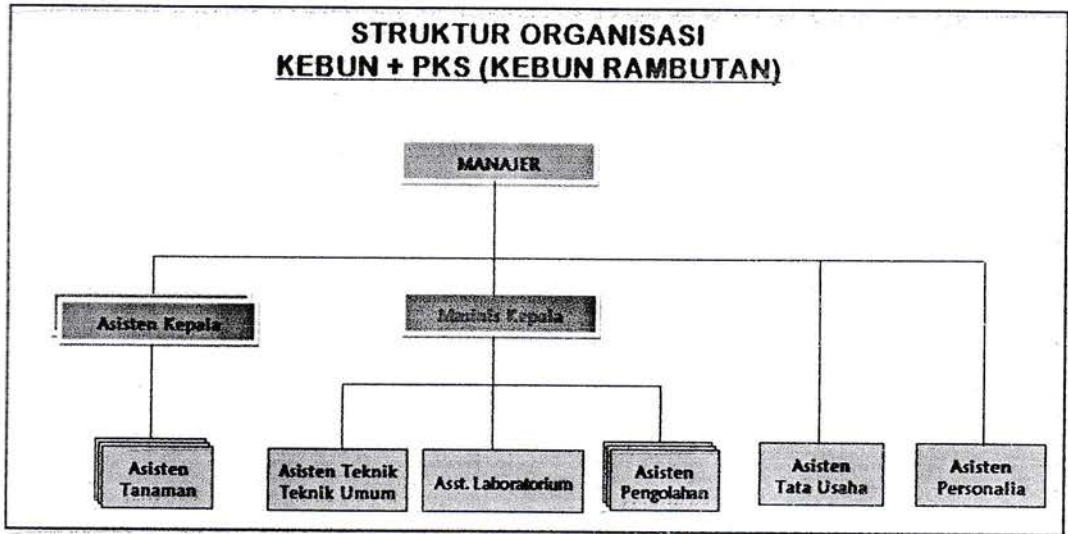 STRUKTUR ORGANISASI
KEBUN + PKS (KEBUN RAMBUTAN)
MANAJER
Asisten Kepala
Masinis Kepala
Asisten
Tanaman
Asisten Teknik
Teknik Umum
Asst. Laboratorium
Asisten
Pengolahan
Asisten
Tata Usaha
Asisten
Personalia